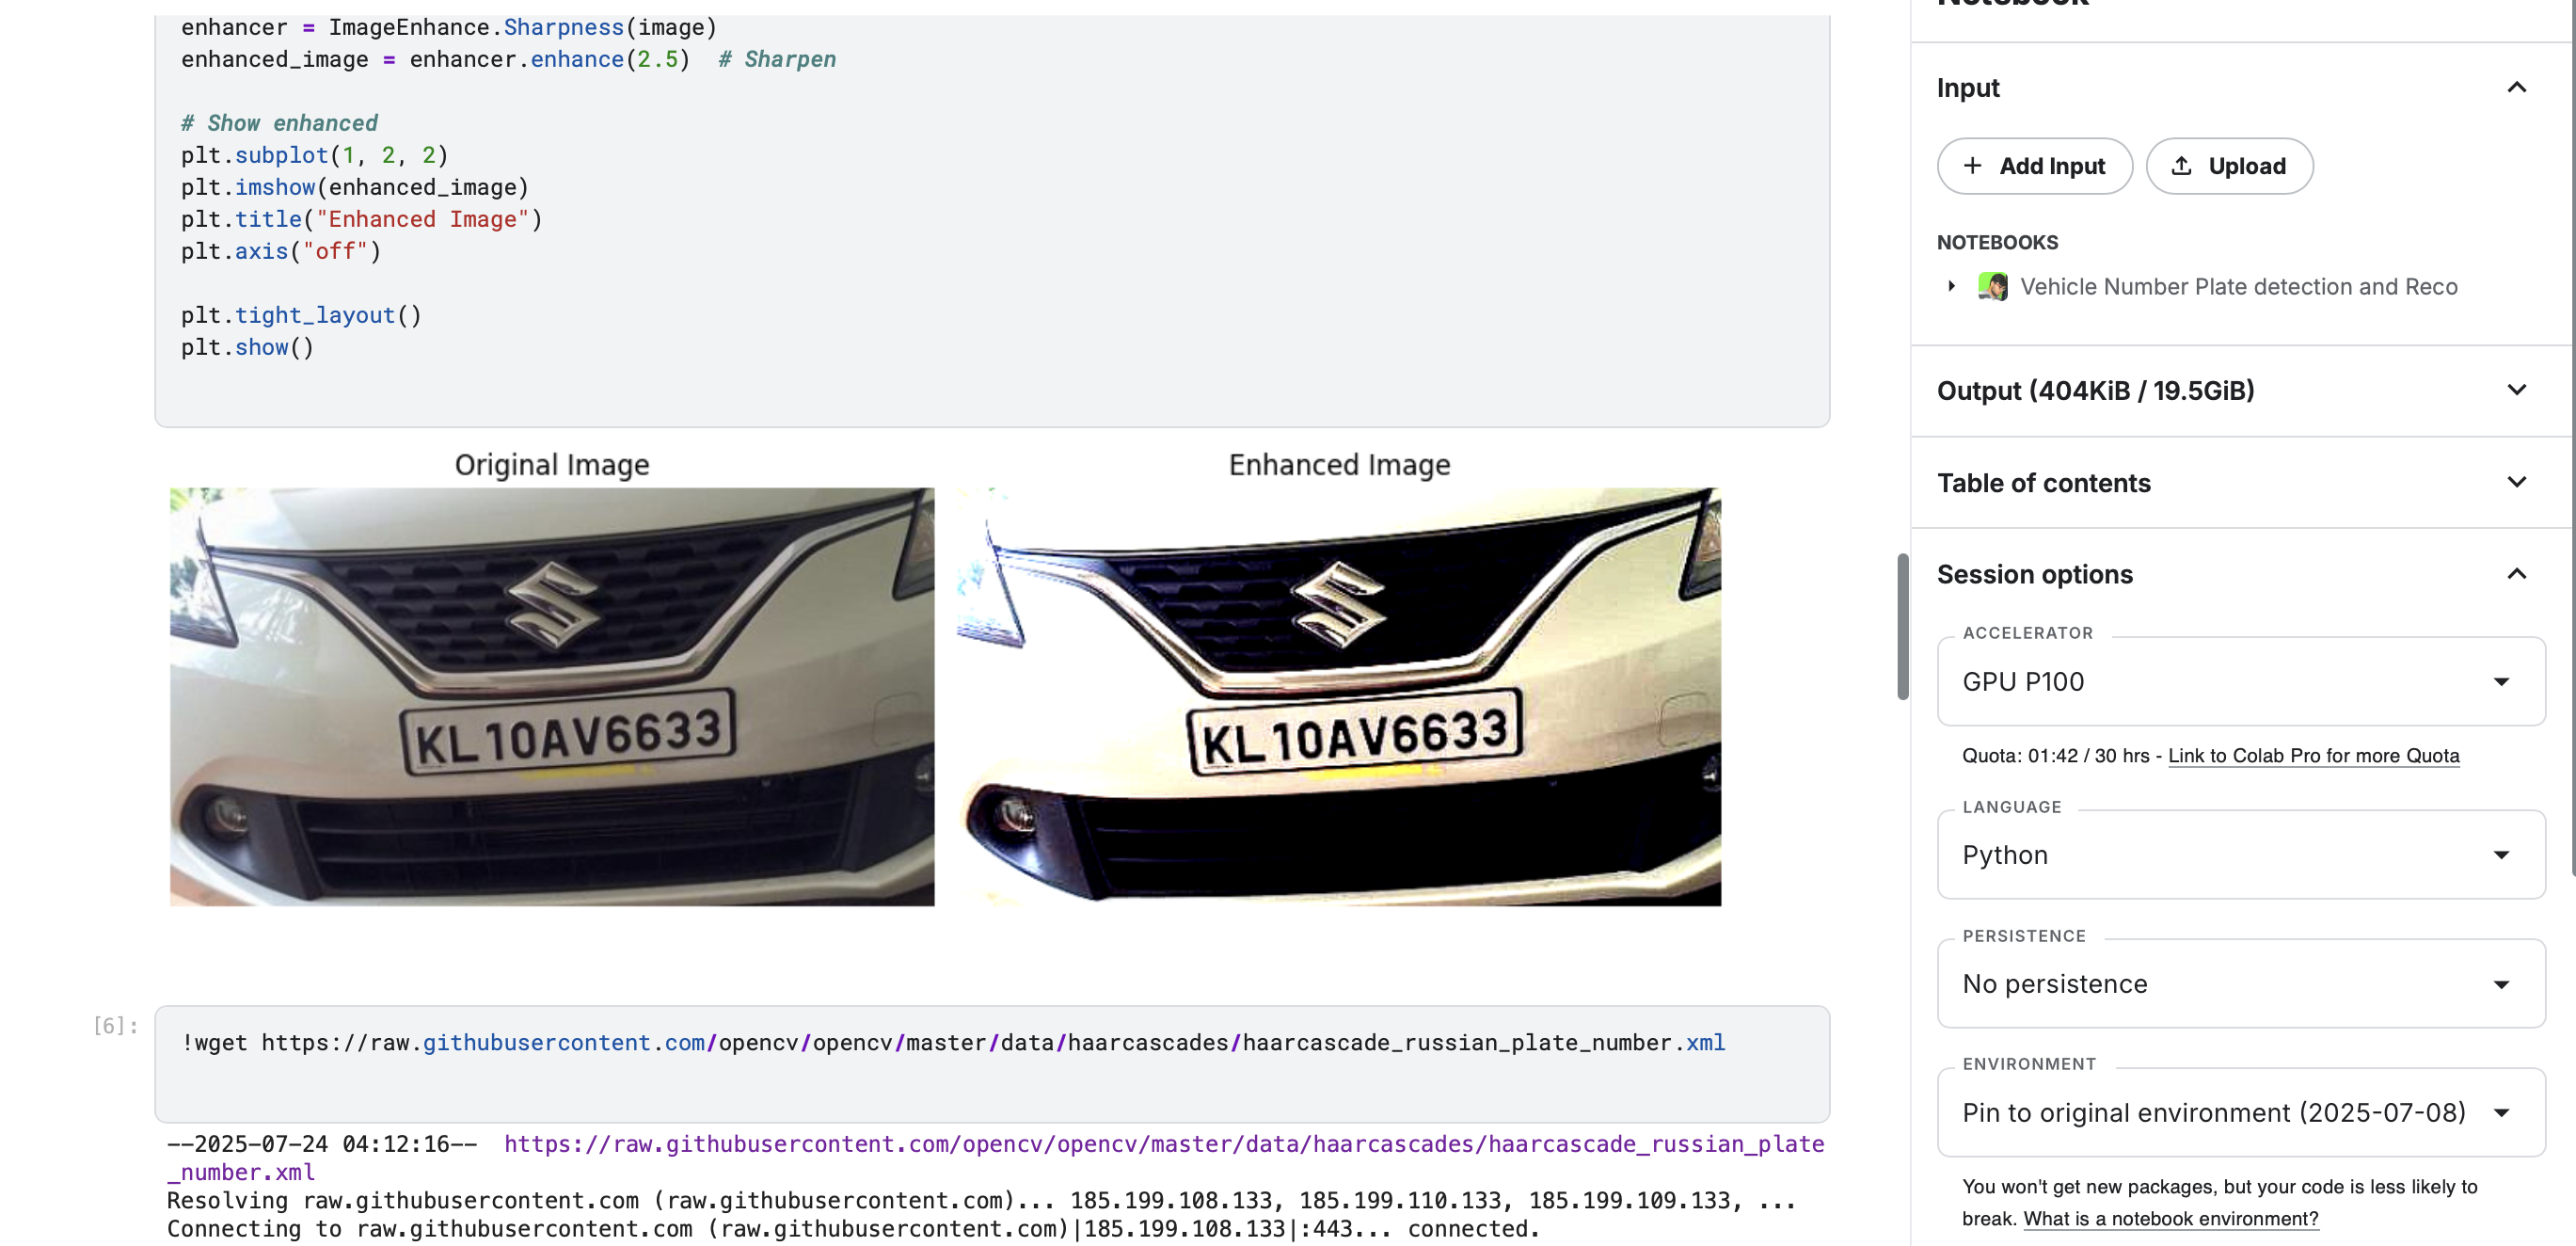 enhancer = ImageEnhance.Sharpness(image)
enhanced_image = enhancer.enhance(2.5)  # Sharpen
# Show enhanced
plt.subplot(1, 2, 2)
plt.imshow(enhanced_image)
plt.title("Enhanced Image")
plt.axis("off")
plt.tight_layout()
plt.show()
Original Image
Enhanced Image
KL10AV6633
KL10AV6633
[6]:
!wget https://raw.githubusercontent.com/opencv/opencv/master/data/haarcascades/haarcascade_russian_plate_number.xml
--2025-07-24 04:12:16--  https://raw.githubusercontent.com/opencv/opencv/master/data/haarcascades/haarcascade_russian_plate
_number.xml
Resolving raw.githubusercontent.com (raw.githubusercontent.com)... 185.199.108.133, 185.199.110.133, 185.199.109.133, ...
Connecting to raw.githubusercontent.com (raw.githubusercontent.com)|185.199.108.133|:443... connected.
Notebook
Input
+ Add Input
Upload
NOTEBOOKS
Vehicle Number Plate detection and Reco
Output (404KiB / 19.5GiB)
Table of contents
Session options
ACCELERATOR
GPU P100
Quota: 01:42 / 30 hrs - Link to Colab Pro for more Quota
LANGUAGE
Python
PERSISTENCE
No persistence
ENVIRONMENT
Pin to original environment (2025-07-08)
You won't get new packages, but your code is less likely to
break. What is a notebook environment?